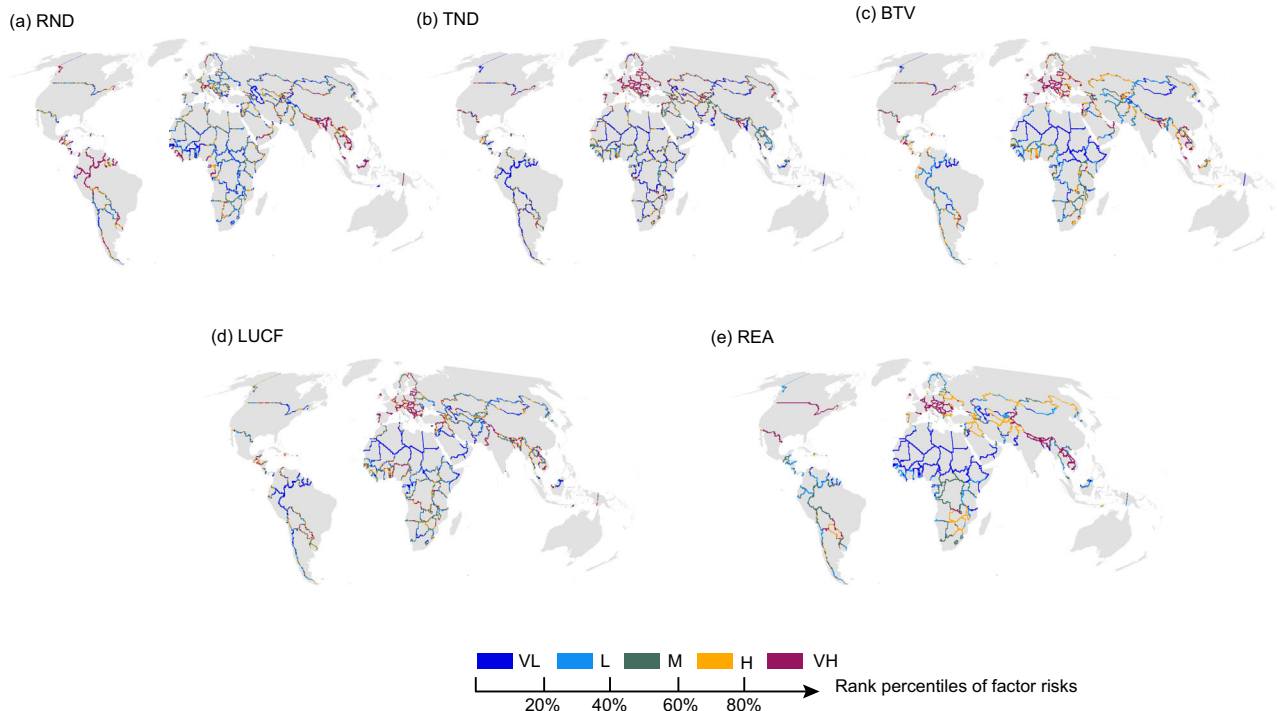 (a) RND
(b) TND
(c) BTV
(d) LUCF
(e) REA
VL L M H VH
20% 40% 60% 80%
Rank percentiles of factor risks